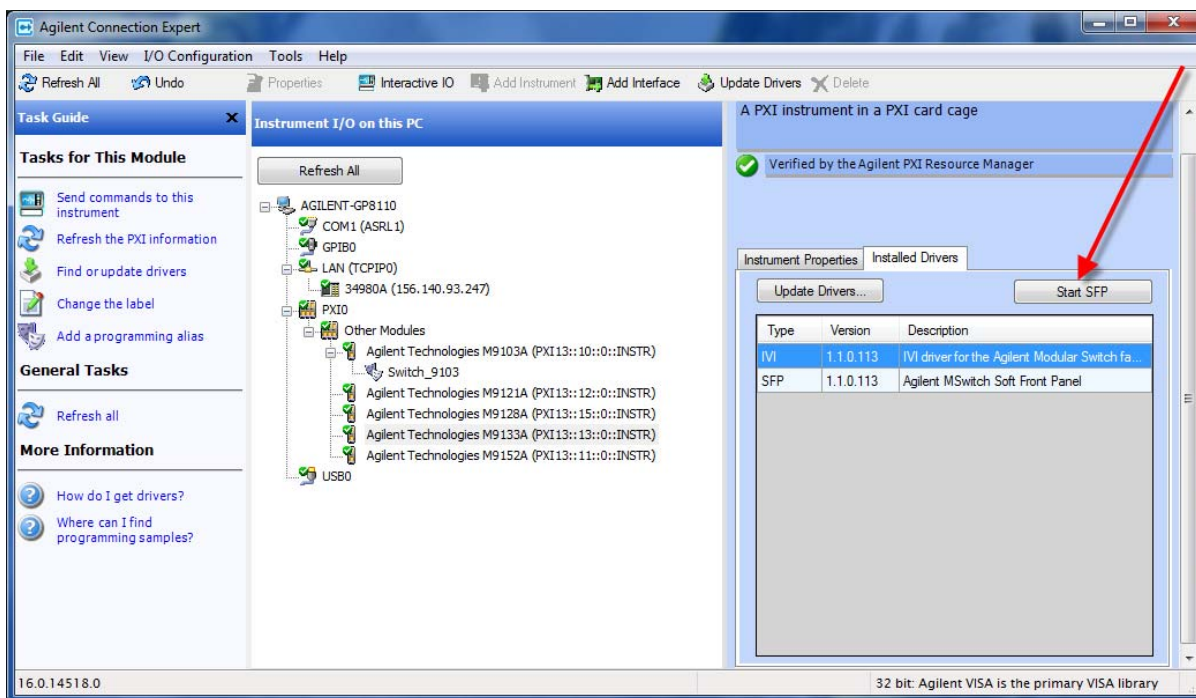 Agilent Connection Expert
File Edit View I/O Configuration Tools Help
Refresh All Undo Properties Interactive IO Add Instrument Add Interface Update Drivers Delete
Task Guide
Tasks for This Module
Send commands to this
instrument
Refresh the PXI information
Find or update drivers
Change the label
Add a programming alias
General Tasks
Refresh all
More Information
How do I get drivers?
Where can I find
programming samples?
Instrument I/O on this PC
Refresh All
AGILENT-GP8110
COM1 (ASRL1)
GPIB0
LAN (TCPIP0)
34980A (156.140.93.247)
PXI0
Other Modules
Agilent Technologies M9103A (PXI13::10::0::INSTR)
Switch_9103
Agilent Technologies M9121A (PXI13::12::0::INSTR)
Agilent Technologies M9128A (PXI13::15::0::INSTR)
Agilent Technologies M9133A (PXI13::13::0::INSTR)
Agilent Technologies M9152A (PXI13::11::0::INSTR)
USB0
A PXI instrument in a PXI card cage
Verified by the Agilent PXI Resource Manager
Instrument Properties Installed Drivers
Update Drivers... Start SFP
Type Version Description
IVI 1.1.0.113 IVI driver for the Agilent Modular Switch fa...
SFP 1.1.0.113 Agilent MSwitch Soft Front Panel
16.0.14518.0 32 bit: Agilent VISA is the primary VISA library